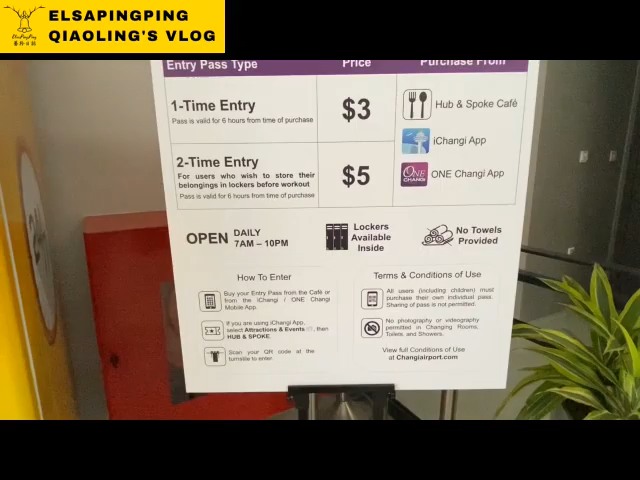 ELSAPINGPING
QIAOLING'S VLOG
Entry Pass Type
Price
Purchase From
1-Time Entry
Pass is valid for 6 hours from time of purchase
$3
2-Time Entry
For users who wish to store their
belongings in lockers before workout
Pass is valid for 6 hours from time of purchase
$5
Hub & Spoke Café
iChangi App
ONE Changi App
OPEN DAILY
7AM – 10PM
Lockers
Available
Inside
No Towels
Provided
How To Enter
Buy your Entry Pass from the Café or
from the iChangi / ONE Changi
Mobile App.
If you are using iChangi App,
select Attractions & Events, then
HUB & SPOKE.
Scan your QR code at the
turnstile to enter.
Terms & Conditions of Use
All users (including children) must
purchase their own individual pass.
Sharing of pass is not permitted.
No photography or videography
permitted in Changing Rooms,
Toilets, and Showers.
View full Conditions of Use
at Changiairport.com